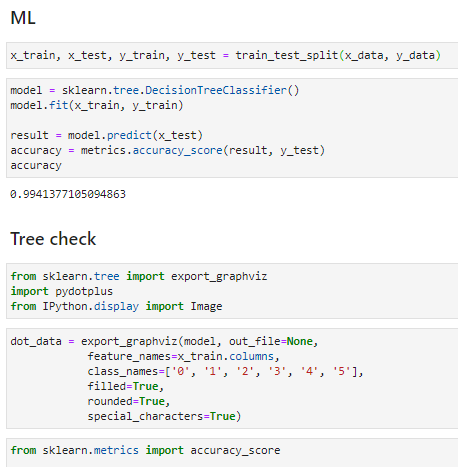 ML
x_train, x_test, y_train, y_test = train_test_split(x_data, y_data)
model = sklearn.tree.DecisionTreeClassifier()
model.fit(x_train, y_train)
result = model.predict(x_test)
accuracy = metrics.accuracy_score(result, y_test)
accuracy
0.9941377105094863
Tree check
from sklearn.tree import export_graphviz
import pydotplus
from IPython.display import Image
dot_data = export_graphviz(model, out_file=None,
feature_names=x_train.columns,
class_names=['0', '1', '2', '3', '4', '5'],
filled=True,
rounded=True,
special_characters=True)
from sklearn.metrics import accuracy_score